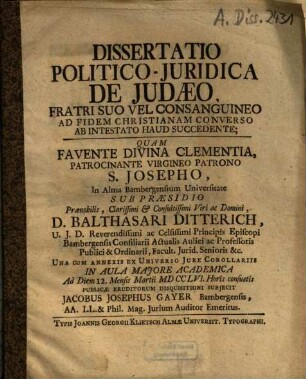 A. Diss. 2431
DISSERTATIO
POLITICO-JURIDICA
DE JUDÆO,
FRATRI SUO VEL CONSANGUINEO
AD FIDEM CHRISTIANAM CONVERSO
AB INTESTATO HAUD SUCCEDENTE;
QUAM
FAVENTE DIVINA CLEMENTIA,
PATROCINANTE VIRGINEO PATRONO
S. JOSEPHO,
In Alma Bambergensium Universitate
SUB PRÆSIDIO
Prænobilis, Clarissimi & Consultissimi Viri ac Domini,
D. BALTHASARI DITTERICH,
U. J. D. Reverendissimi ac Celsissimi Principis Episcopi
Bambergensis Consiliarii Actualis Aulici ac Professoris
Publici & Ordinarii, Facult. Jurid. Senioris &c.
UNA CUM ANNEXIS EX UNIVERSO JURE COROLLARIIS
IN AULA MAJORE ACADEMICA
Ad Diem 12. Mensis Martii MDCCLVI. Horis consuetis
PUBLICÆ ERUDITORUM DISQUISITIONI SUBJECIT
JACOBUS JOSEPHUS GAYER Bambergensis,
AA. LL. & Phil. Mag. Jurium Auditor Emeritus.
TYPIS JOANNIS GEORGII KLIETSCH ALMÆ UNIVERSIT. TYPOGRAPHI.